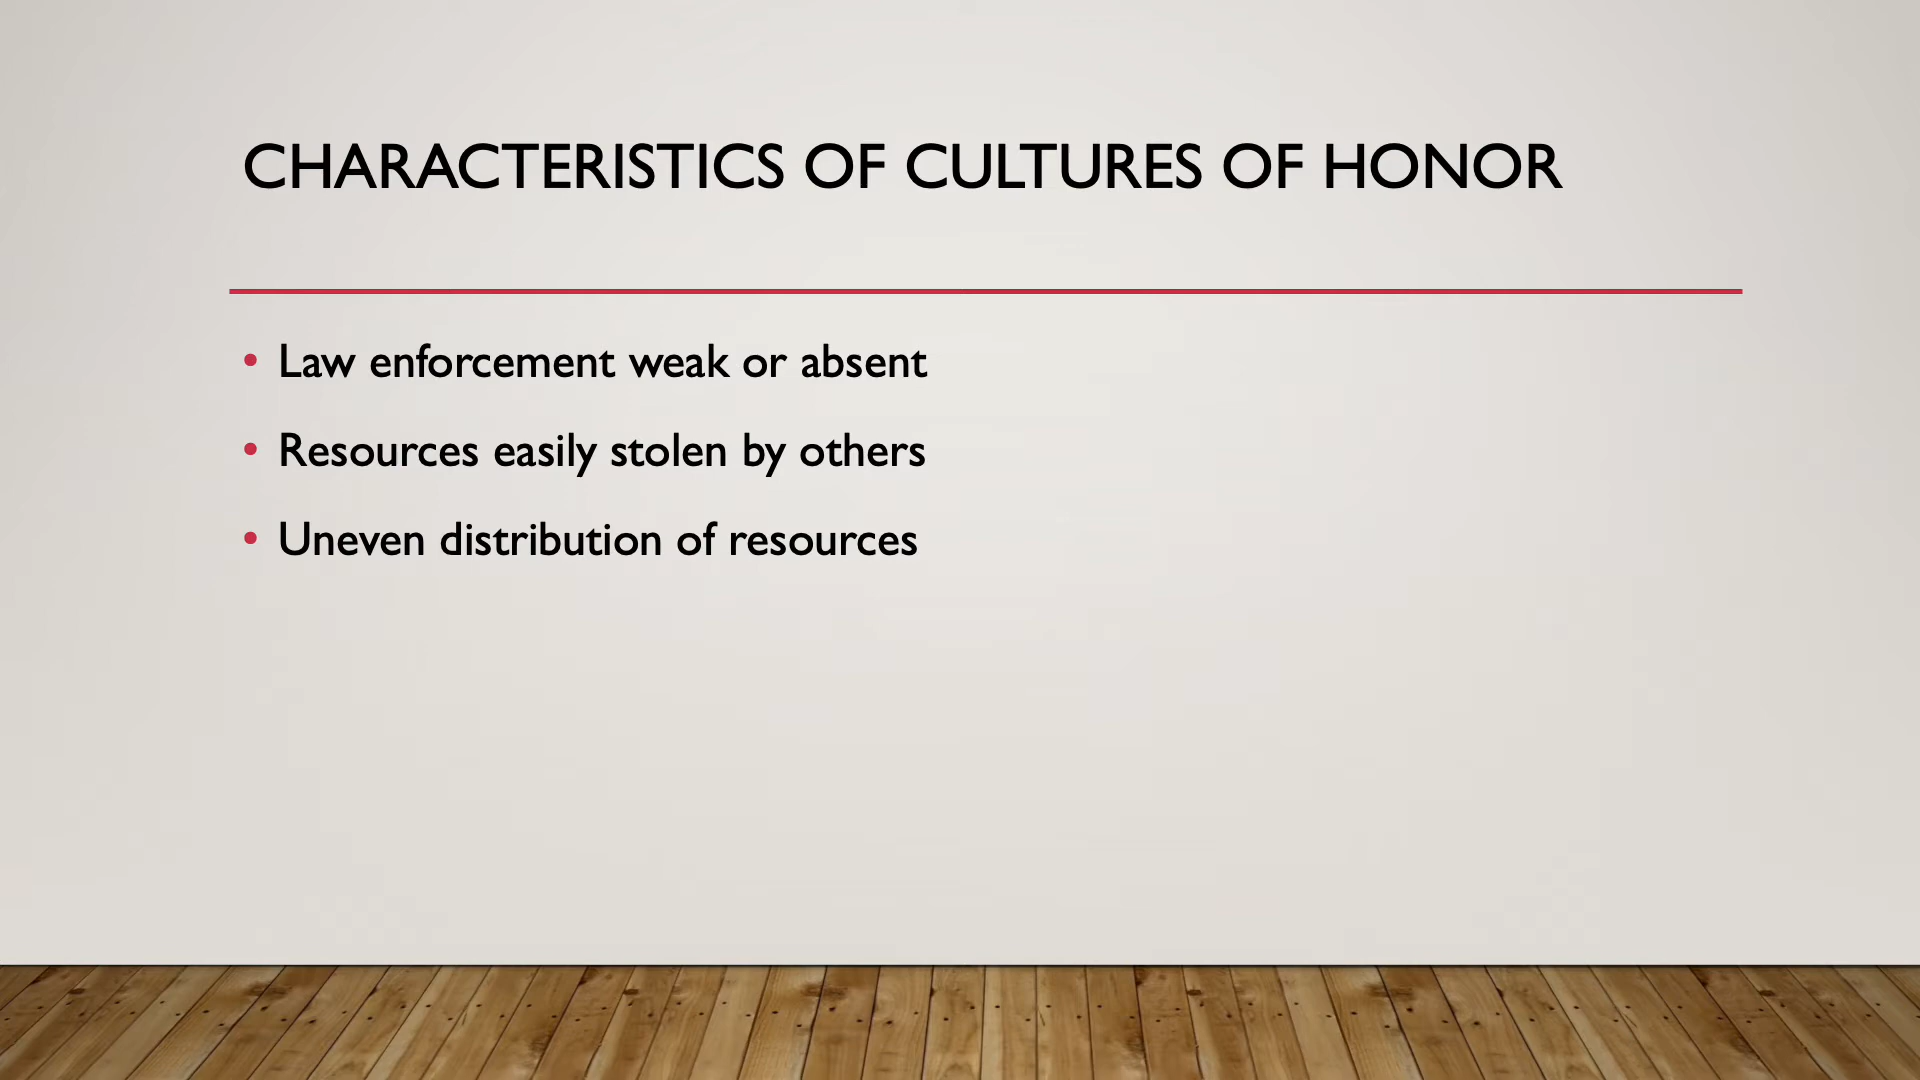 CHARACTERISTICS OF CULTURES OF HONOR
• Law enforcement weak or absent
• Resources easily stolen by others
• Uneven distribution of resources